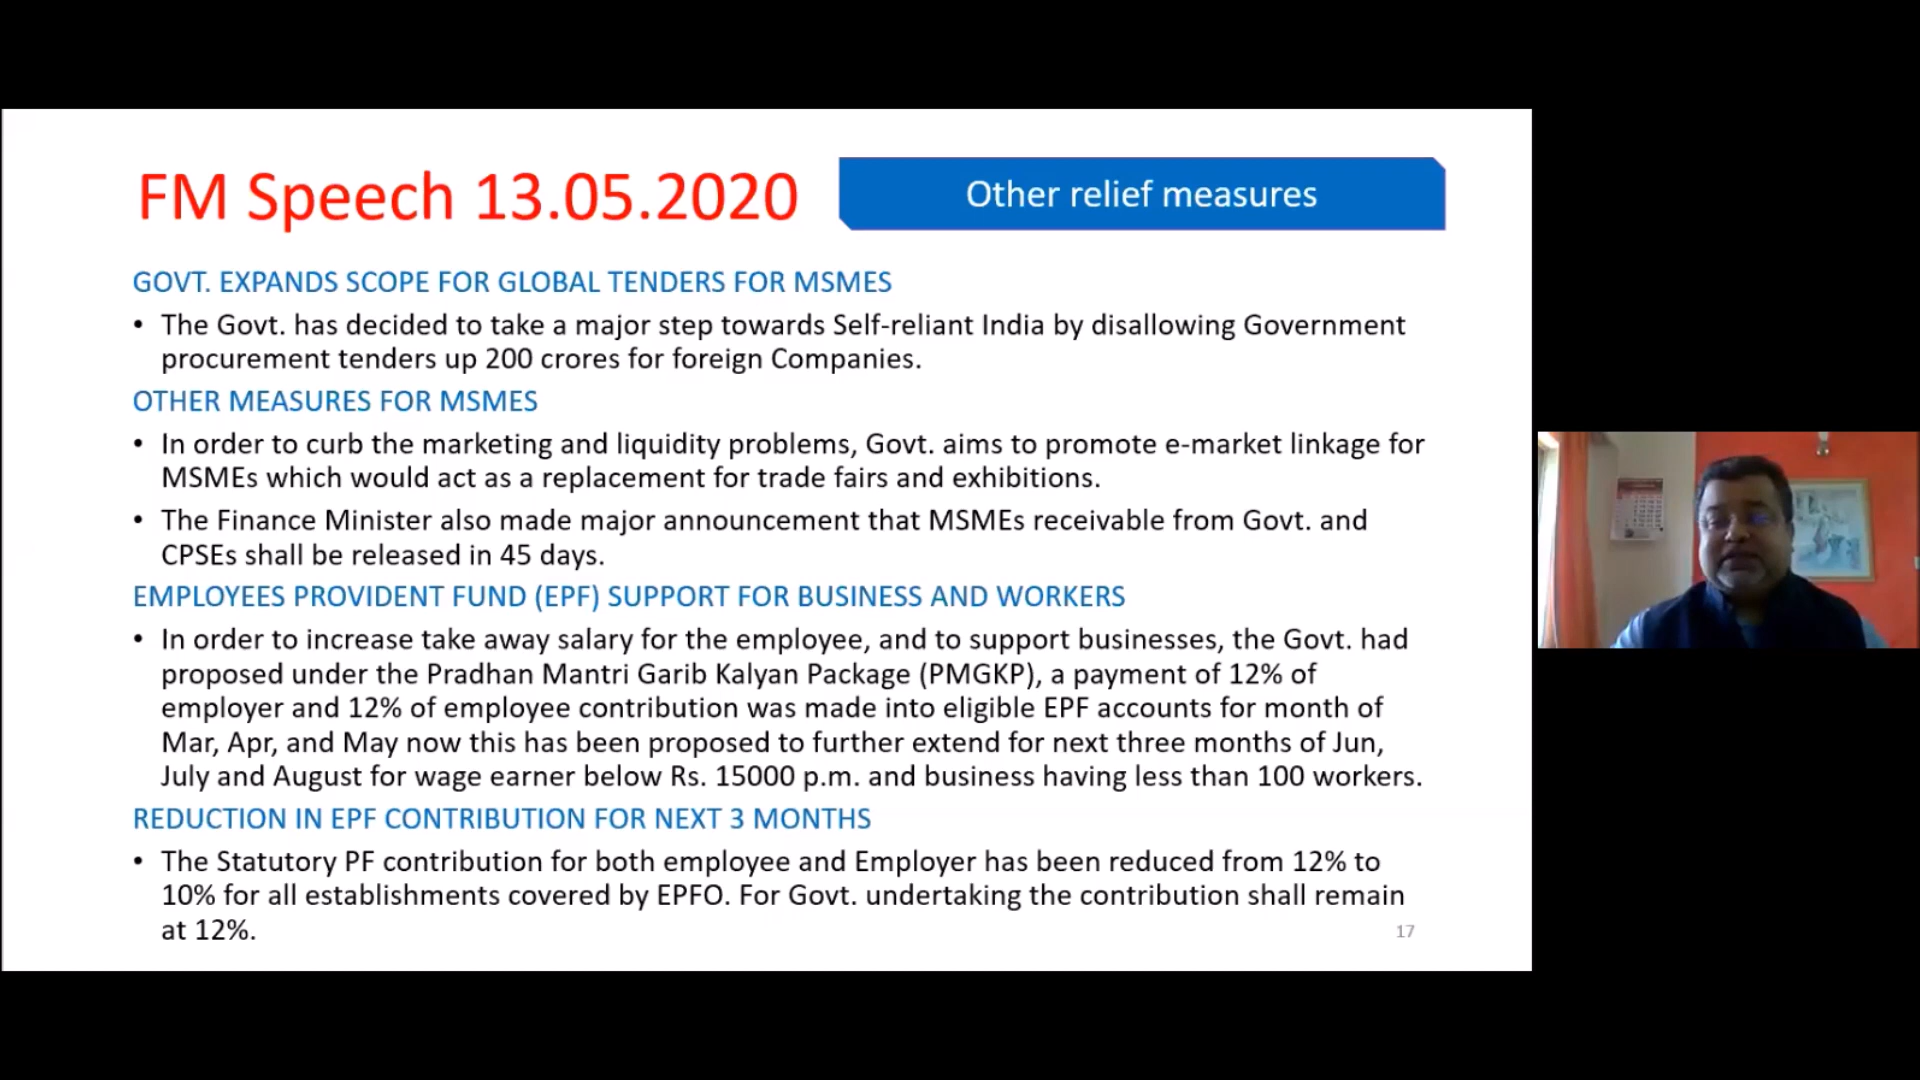 FM Speech 13.05.2020
Other relief measures
GOVT. EXPANDS SCOPE FOR GLOBAL TENDERS FOR MSMES
• The Govt. has decided to take a major step towards Self-reliant India by disallowing Government
procurement tenders up 200 crores for foreign Companies.
OTHER MEASURES FOR MSMES
• In order to curb the marketing and liquidity problems, Govt. aims to promote e-market linkage for
MSMEs which would act as a replacement for trade fairs and exhibitions.
• The Finance Minister also made major announcement that MSMEs receivable from Govt. and
CPSEs shall be released in 45 days.
EMPLOYEES PROVIDENT FUND (EPF) SUPPORT FOR BUSINESS AND WORKERS
• In order to increase take away salary for the employee, and to support businesses, the Govt. had
proposed under the Pradhan Mantri Garib Kalyan Package (PMGKP), a payment of 12% of
employer and 12% of employee contribution was made into eligible EPF accounts for month of
Mar, Apr, and May now this has been proposed to further extend for next three months of Jun,
July and August for wage earner below Rs. 15000 p.m. and business having less than 100 workers.
REDUCTION IN EPF CONTRIBUTION FOR NEXT 3 MONTHS
• The Statutory PF contribution for both employee and Employer has been reduced from 12% to
10% for all establishments covered by EPFO. For Govt. undertaking the contribution shall remain
at 12%.
17